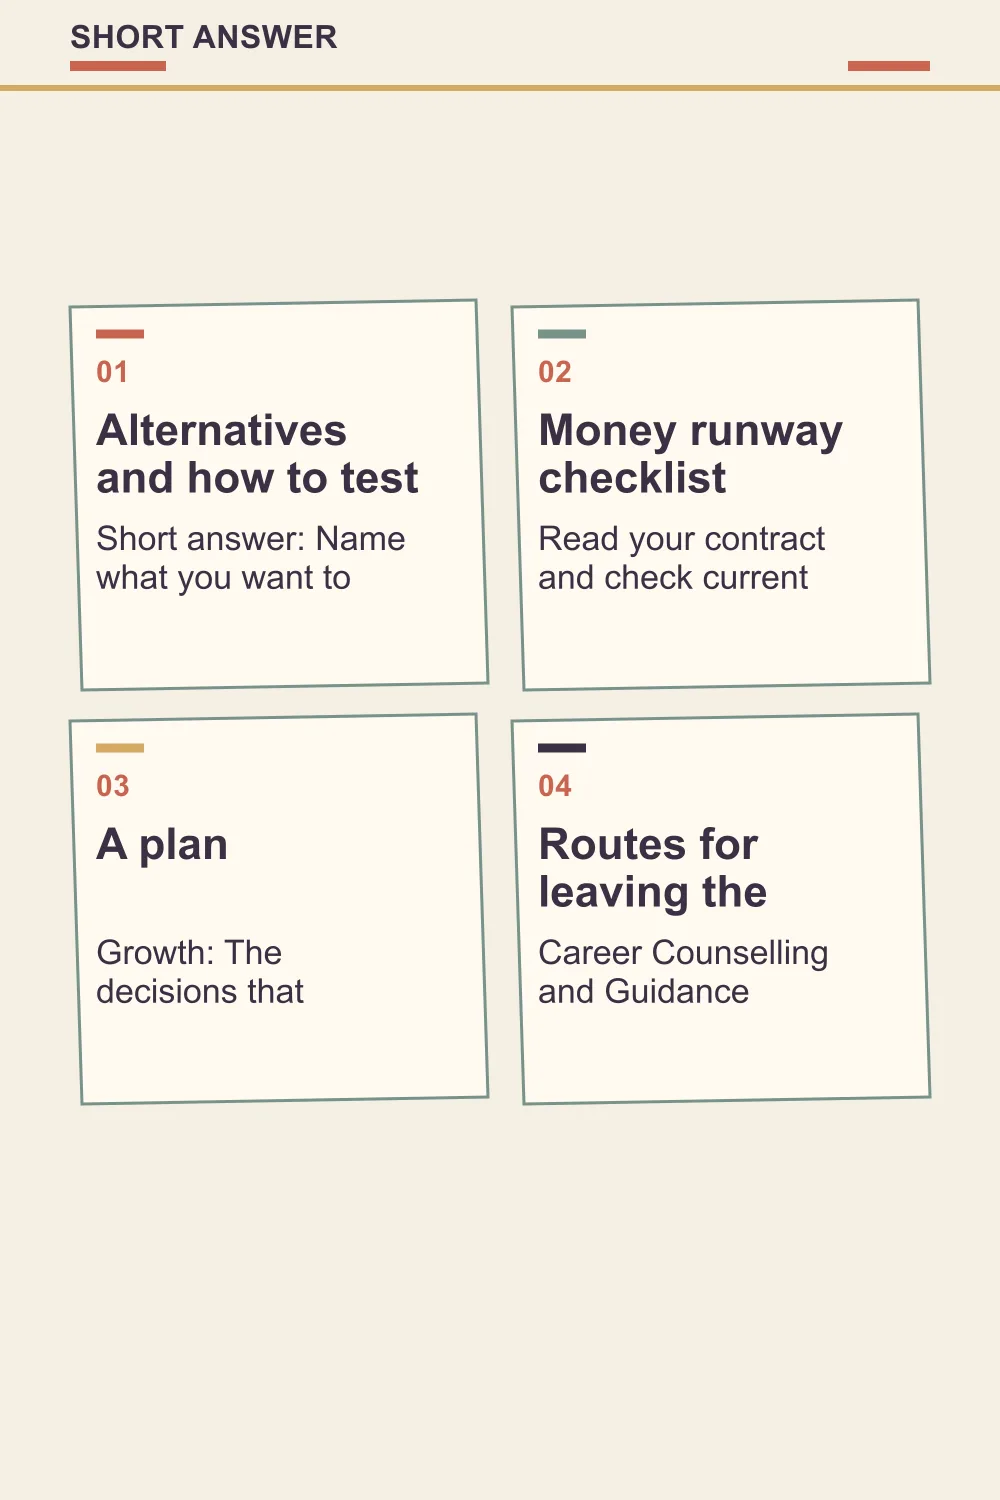 SHORT ANSWER
01
Alternatives
and how to test
Short answer: Name
what you want to
02
Money runway
checklist
Read your contract
and check current
03
A plan
Growth: The
decisions that
04
Routes for
leaving the
Career Counselling
and Guidance